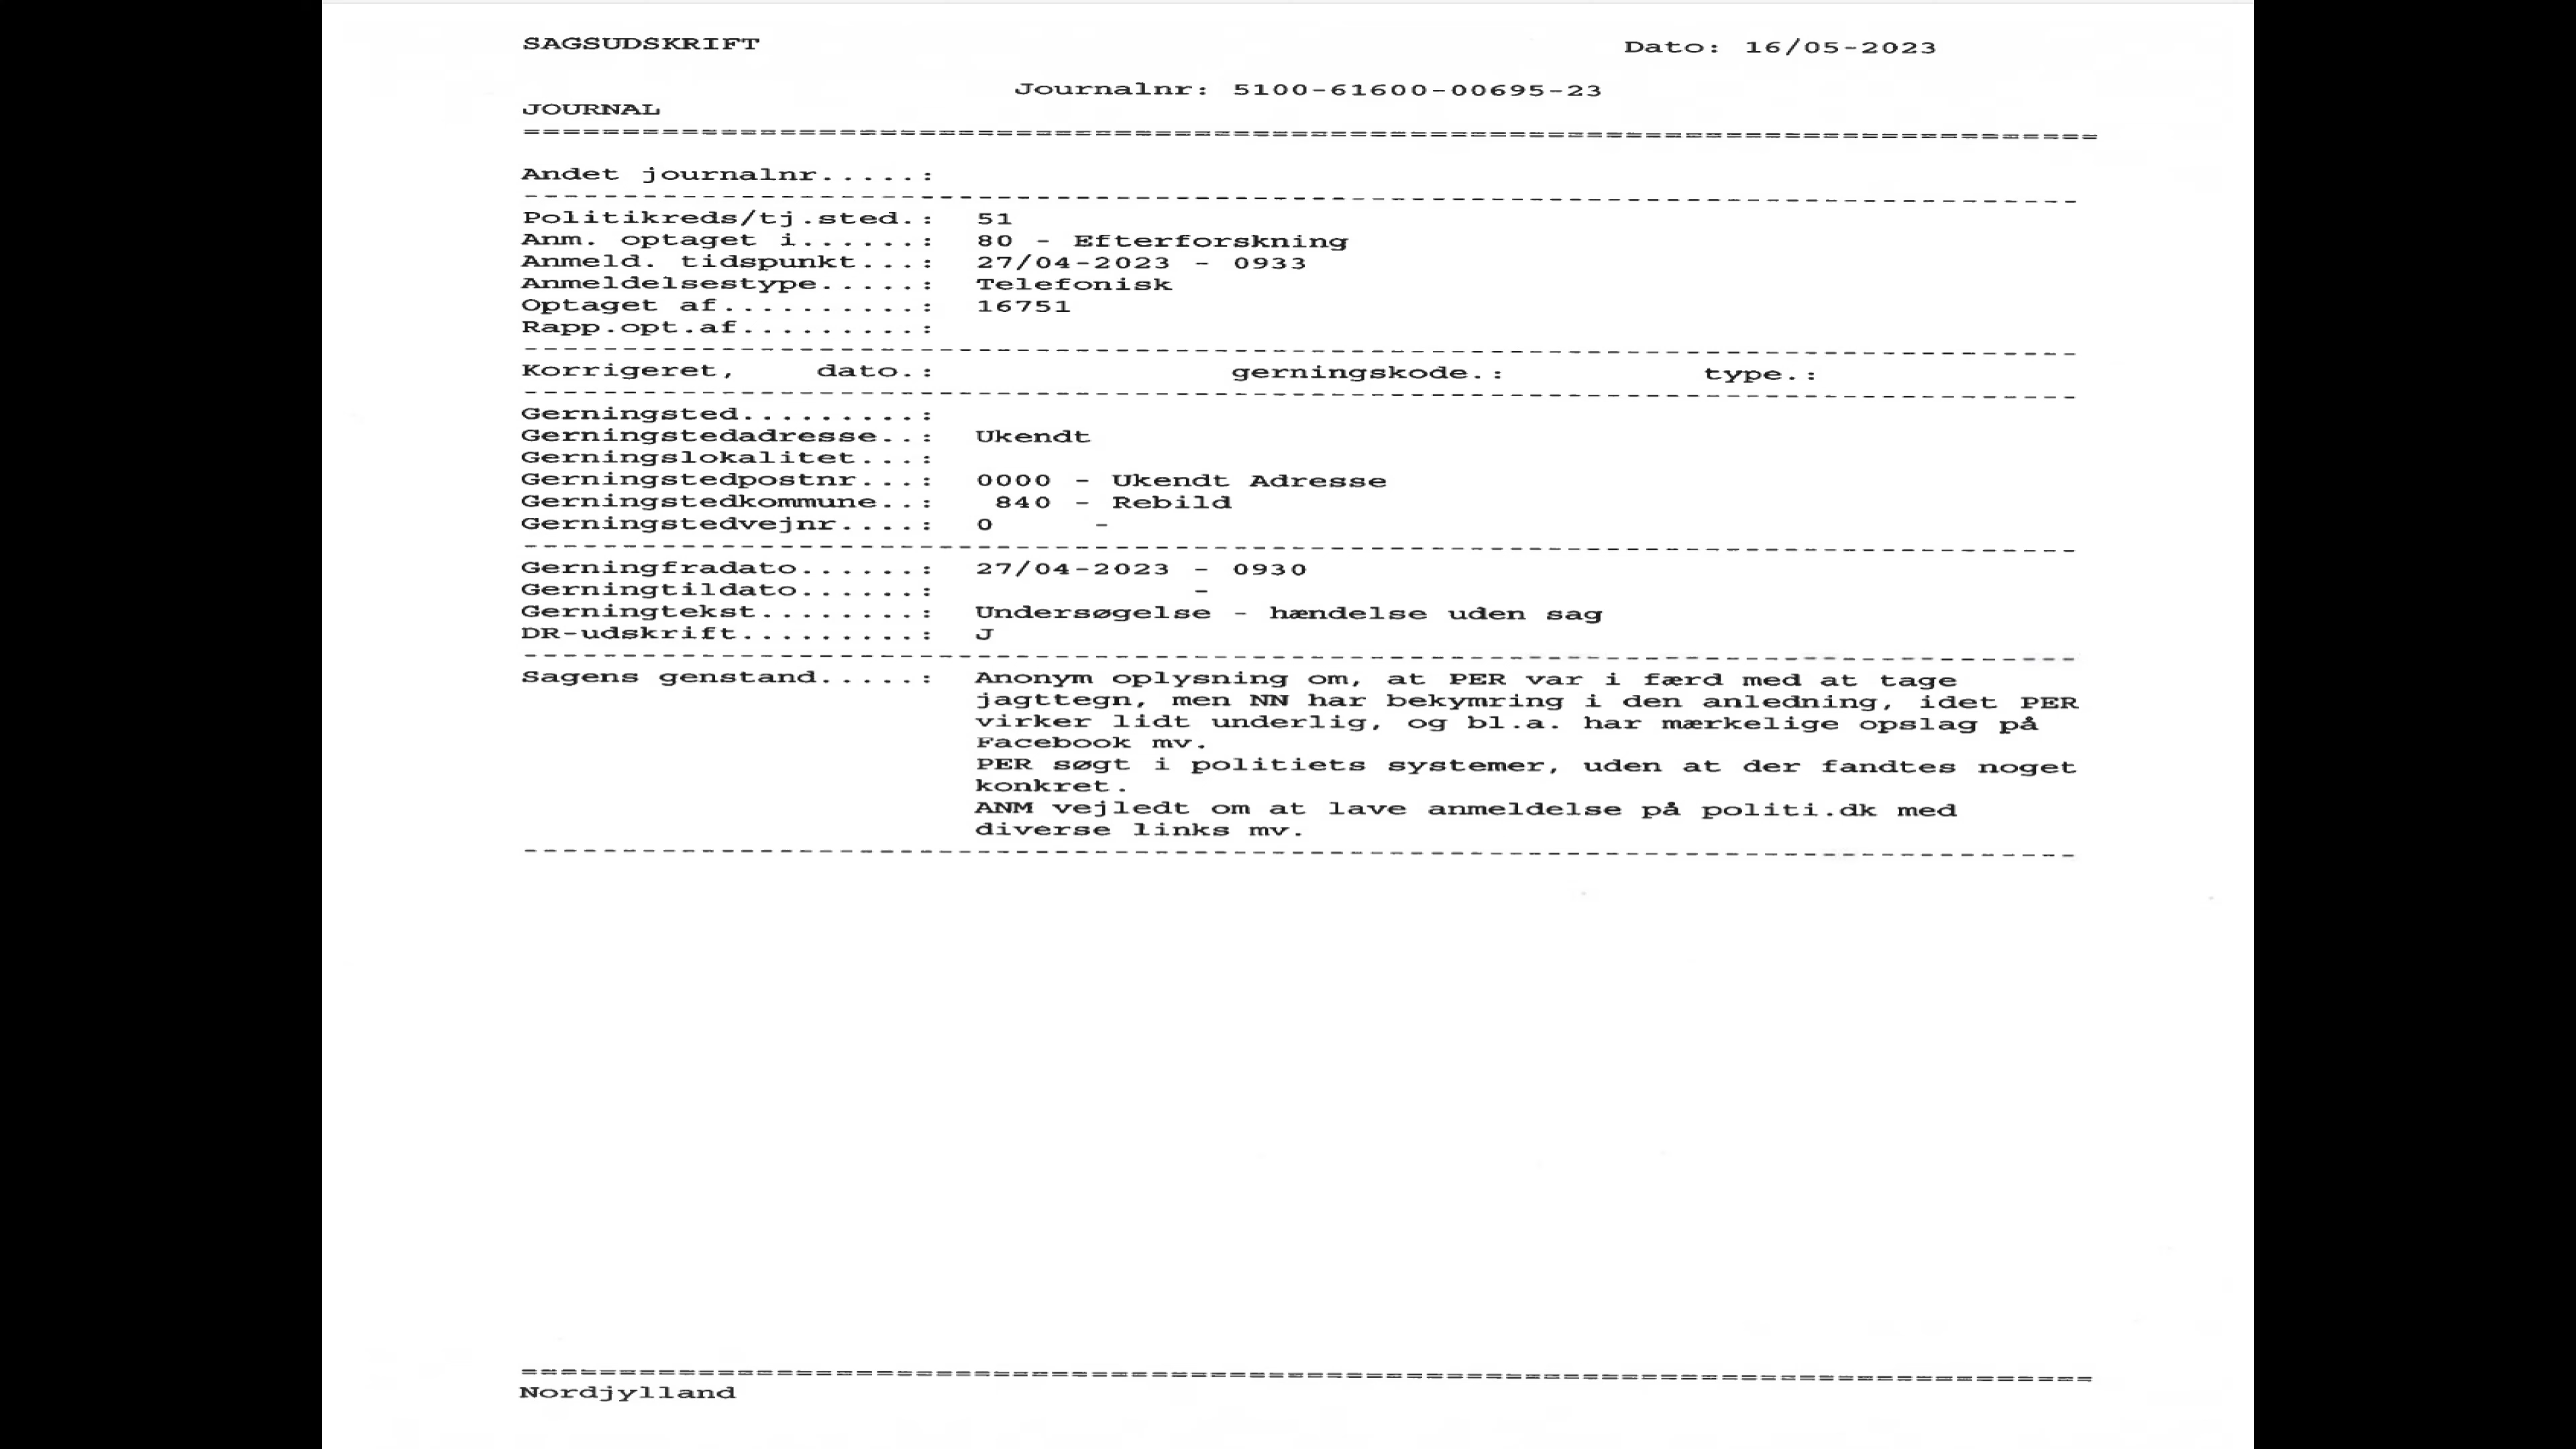 SAGSUDSKRIFT Dato: 16/05-2023
Journalnr: 5100-61600-00695-23
JOURNAL
================================================================================
Andet journalnr.....:
--------------------------------------------------------------------------------
Politikreds/tj.sted.: 51
Anm. optaget i......: 80 - Efterforskning
Anmeld. tidspunkt...: 27/04-2023 - 0933
Anmeldelsestype.....: Telefonisk
Optaget af..........: 16751
Rapp.opt.af.........:
--------------------------------------------------------------------------------
Korrigeret, dato.: gerningskode.: type.:
--------------------------------------------------------------------------------
Gerningsted.........:
Gerningstedadresse..: Ukendt
Gerningslokalitet...:
Gerningstedpostnr...: 0000 - Ukendt Adresse
Gerningstedkommune..: 840 - Rebild
Gerningstedvejnr....: 0 -
--------------------------------------------------------------------------------
Gerningfradato......: 27/04-2023 - 0930
Gerningtildato......: -
Gerningtekst........: Undersøgelse - hændelse uden sag
DR-udskrift.........: J
--------------------------------------------------------------------------------
Sagens genstand.....: Anonym oplysning om, at PER var i færd med at tage
jagttegn, men NN har bekymring i den anledning, idet PER
virker lidt underlig, og bl.a. har mærkelige opslag på
Facebook mv.
PER søgt i politiets systemer, uden at der fandtes noget
konkret.
ANM vejledt om at lave anmeldelse på politi.dk med
diverse links mv.
--------------------------------------------------------------------------------
================================================================================
Nordjylland